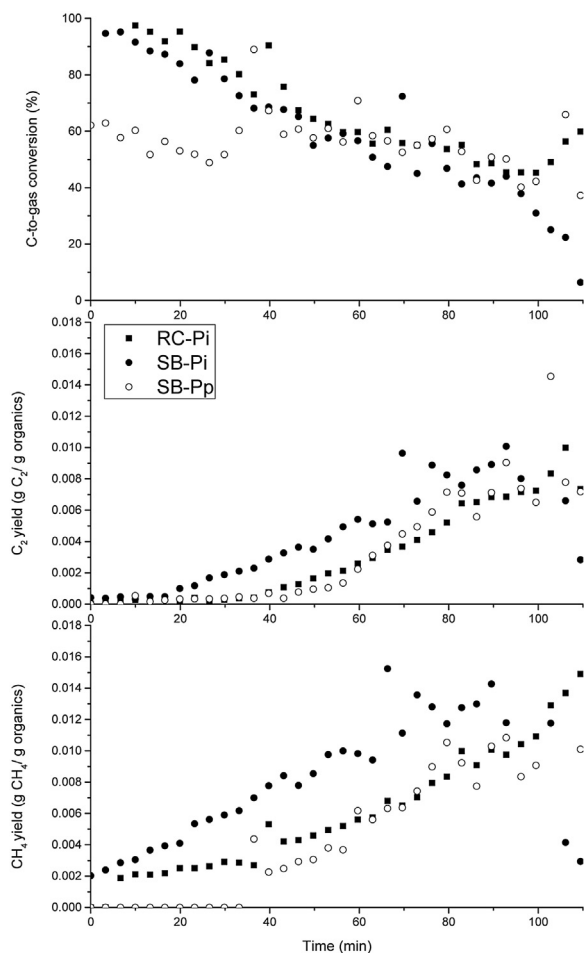 100
80
60
40
20
0
C-to-gas conversion (%)
0 20 40 60 80 100
0.018
0.016
0.014
0.012
0.010
0.008
0.006
0.004
0.002
0.000
C₂ yield (g C₂/ g organics)
RC-Pi
SB-Pi
SB-Pp
0 20 40 60 80 100
0.018
0.016
0.014
0.012
0.010
0.008
0.006
0.004
0.002
0.000
CH₄ yield (g CH₄/ g organics)
0 20 40 60 80 100
Time (min)